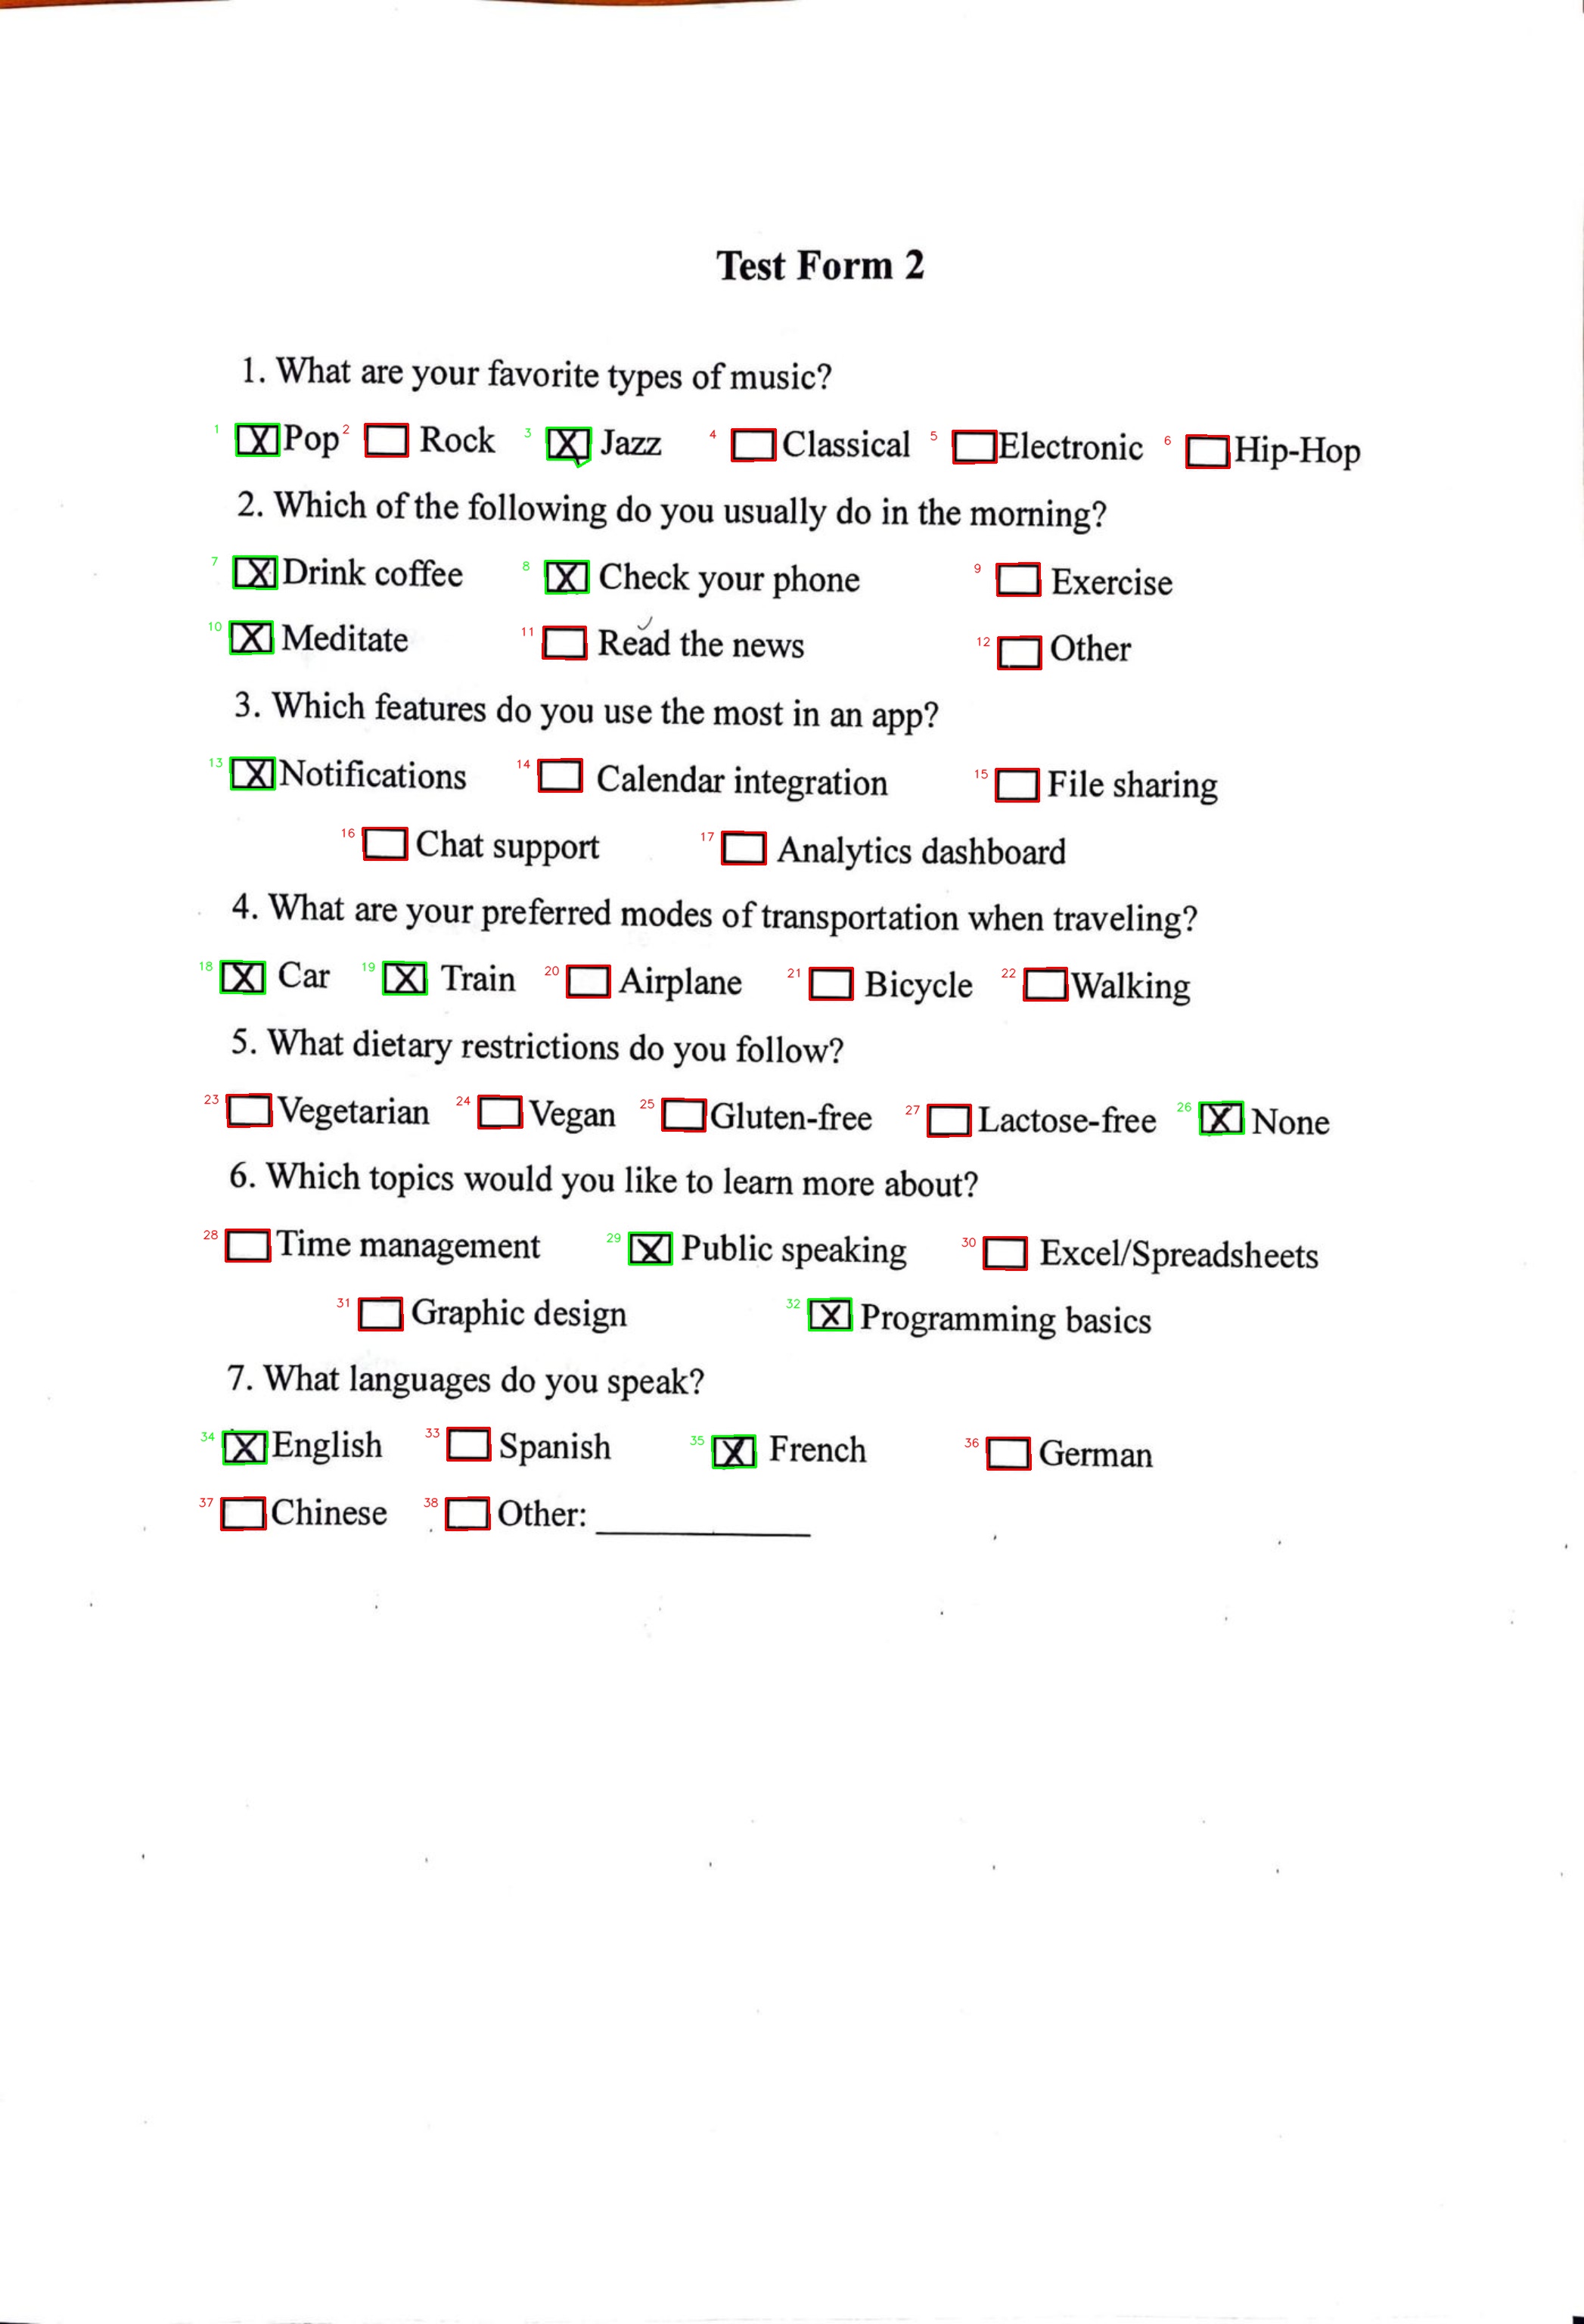 Test Form 2
1. What are your favorite types of music?
1 X Pop 2 Rock 3 X Jazz 4 Classical 5 Electronic 6 Hip-Hop
2. Which of the following do you usually do in the morning?
7 X Drink coffee 8 X Check your phone 9 Exercise
10 X Meditate 11 Read the news 12 Other
3. Which features do you use the most in an app?
13 X Notifications 14 Calendar integration 15 File sharing
16 Chat support 17 Analytics dashboard
4. What are your preferred modes of transportation when traveling?
18 X Car 19 X Train 20 Airplane 21 Bicycle 22 Walking
5. What dietary restrictions do you follow?
23 Vegetarian 24 Vegan 25 Gluten-free 27 Lactose-free 26 X None
6. Which topics would you like to learn more about?
28 Time management 29 X Public speaking 30 Excel/Spreadsheets
31 Graphic design 32 X Programming basics
7. What languages do you speak?
34 X English 33 Spanish 35 X French 36 German
37 Chinese 38 Other: ____________